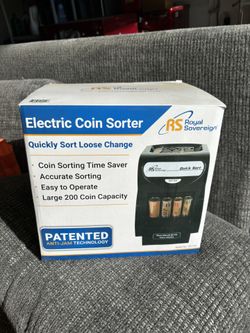 Electric Coin Sorter
RS Royal Sovereign®
Quickly Sort Loose Change
• Coin Sorting Time Saver
• Accurate Sorting
• Easy to Operate
• Large 200 Coin Capacity
Quick Sort
PATENTED
ANTI-JAM TECHNOLOGY